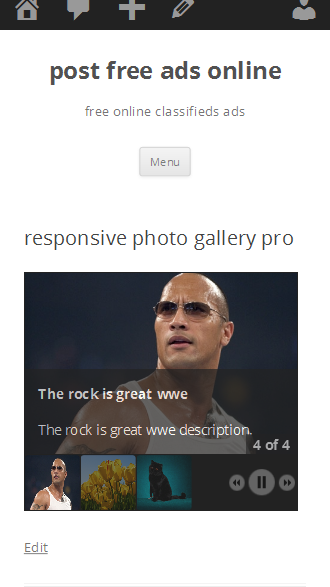 post free ads online
free online classifieds ads
Menu
responsive photo gallery pro
The rock is great wwe
The rock is great wwe description.
4 of 4
Edit